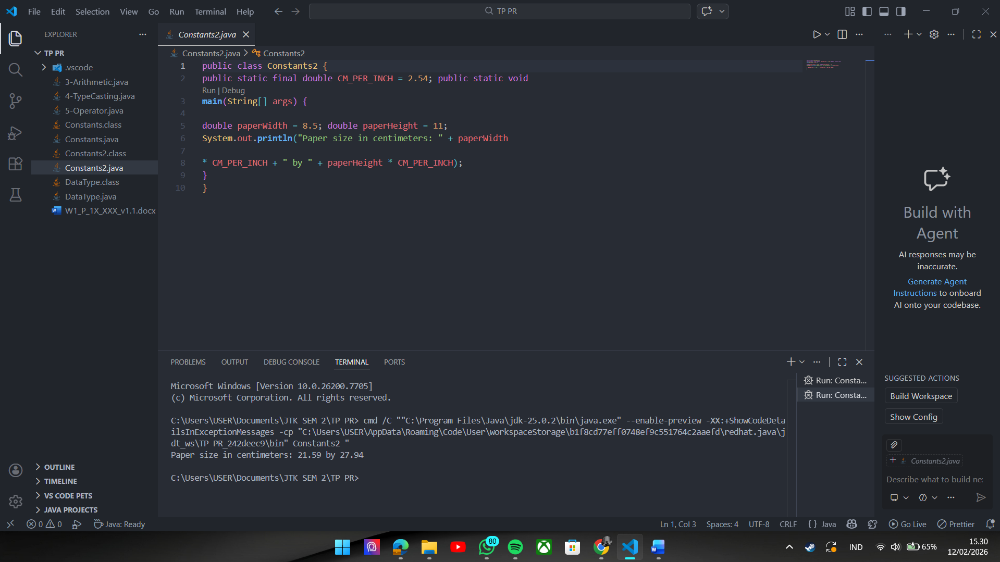 File Edit Selection View Go Run Terminal Help
TP PR
EXPLORER
TP PR
.vscode
3-Arithmetic.java
4-TypeCasting.java
5-Operator.java
Constants.class
Constants.java
Constants2.class
Constants2.java
DataType.class
DataType.java
W1_P_1X_XXX_v1.1.docx
OUTLINE
TIMELINE
VS CODE PETS
JAVA PROJECTS
Constants2.java
Constants2.java > Constants2
1 public class Constants2 {
2 public static final double CM_PER_INCH = 2.54; public static void
Run | Debug
3 main(String[] args) {
4
5 double paperWidth = 8.5; double paperHeight = 11;
6 System.out.println("Paper size in centimeters: " + paperWidth
7
8 * CM_PER_INCH + " by " + paperHeight * CM_PER_INCH);
9 }
10 }
PROBLEMS OUTPUT DEBUG CONSOLE TERMINAL PORTS
Microsoft Windows [Version 10.0.26200.7705]
(c) Microsoft Corporation. All rights reserved.
C:\Users\USER\Documents\JTK SEM 2\TP PR> cmd /C ""C:\Program Files\Java\jdk-25.0.2\bin\java.exe" --enable-preview -XX:+ShowCodeDeta
ilsInExceptionMessages -cp "C:\Users\USER\AppData\Roaming\Code\User\workspaceStorage\b1f8cd77eff0748ef9c551764c2aaefd\redhat.java\j
dt_ws\TP PR_242deec9\bin" Constants2 "
Paper size in centimeters: 21.59 by 27.94
C:\Users\USER\Documents\JTK SEM 2\TP PR>
Run: Consta...
Run: Consta...
Build with
Agent
AI responses may be
inaccurate.
Generate Agent
Instructions to onboard
AI onto your codebase.
SUGGESTED ACTIONS
Build Workspace
Show Config
Constants2.java
Describe what to build ne
0 0 Java: Ready
Ln 1, Col 3 Spaces: 4 UTF-8 CRLF {} Java Go Live Prettier
80
IND 65%
15.30
12/02/2026